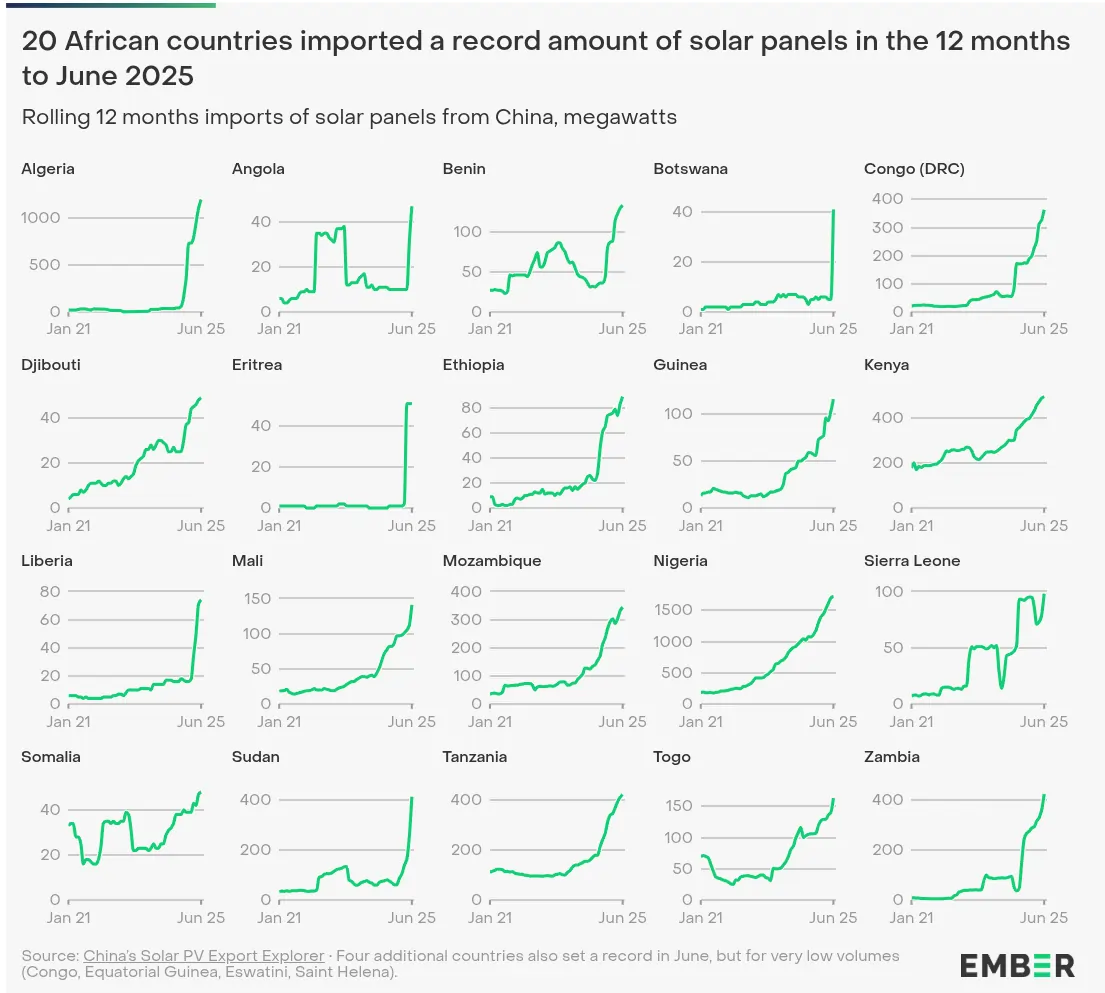 20 African countries imported a record amount of solar panels in the 12 months
to June 2025
Rolling 12 months imports of solar panels from China, megawatts
Algeria
1000
500
0
Jan 21
Jun 25
Angola
40
20
0
Jan 21
Jun 25
Benin
100
50
0
Jan 21
Jun 25
Botswana
40
20
0
Jan 21
Jun 25
Congo (DRC)
400
300
200
100
0
Jan 21
Jun 25
Djibouti
40
20
0
Jan 21
Jun 25
Eritrea
40
20
0
Jan 21
Jun 25
Ethiopia
80
60
40
20
0
Jan 21
Jun 25
Guinea
100
50
0
Jan 21
Jun 25
Kenya
400
200
0
Jan 21
Jun 25
Liberia
80
60
40
20
0
Jan 21
Jun 25
Mali
150
100
50
0
Jan 21
Jun 25
Mozambique
400
300
200
100
0
Jan 21
Jun 25
Nigeria
1500
1000
500
0
Jan 21
Jun 25
Sierra Leone
100
50
0
Jan 21
Jun 25
Somalia
40
20
0
Jan 21
Jun 25
Sudan
400
200
0
Jan 21
Jun 25
Tanzania
400
200
0
Jan 21
Jun 25
Togo
150
100
50
0
Jan 21
Jun 25
Zambia
400
200
0
Jan 21
Jun 25
Source: China's Solar PV Export Explorer · Four additional countries also set a record in June, but for very low volumes
(Congo, Equatorial Guinea, Eswatini, Saint Helena).
EMBER